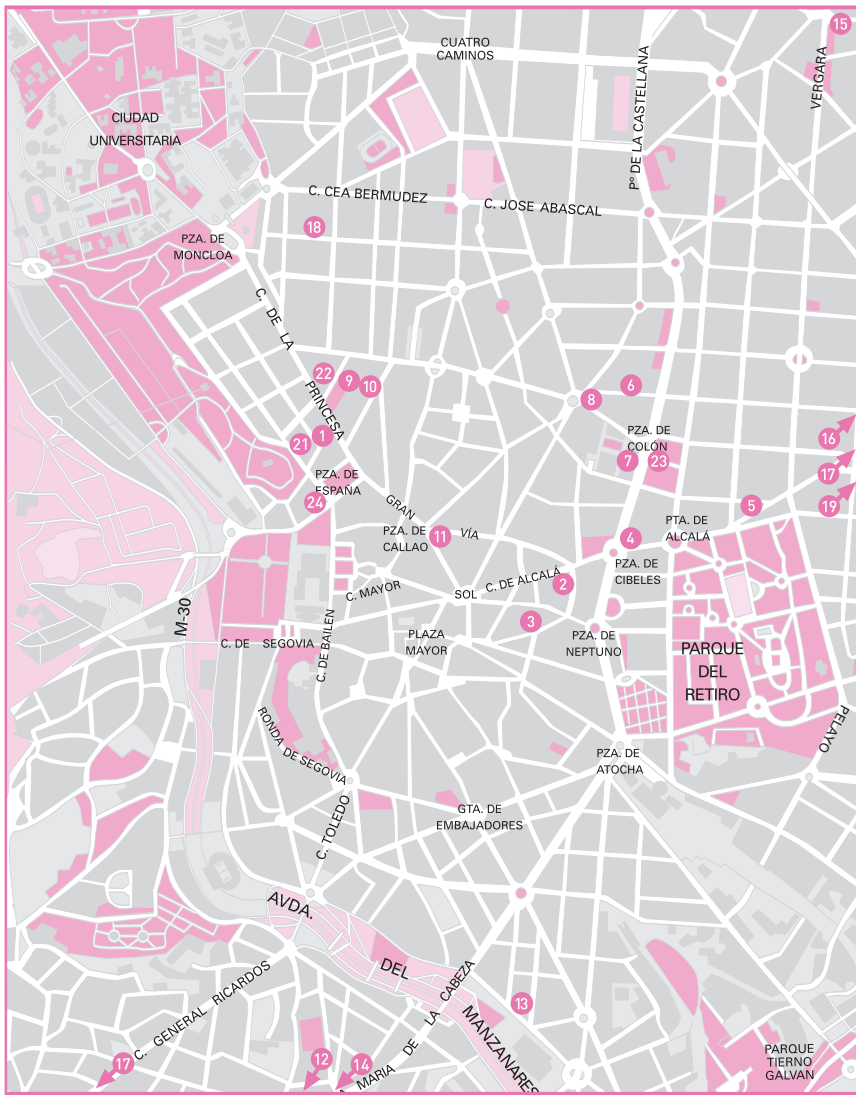 15
CUATRO
CAMINOS
VERGARA
Pº DE LA CASTELLANA
CIUDAD
UNIVERSITARIA
C. CEA BERMUDEZ
C. JOSE ABASCAL
18
PZA. DE
MONCLOA
C. DE LA
PRINCESA
22
9
10
6
8
16
21
1
PZA. DE
COLÓN
7
23
17
PZA. DE
ESPAÑA
19
24
GRAN
VÍA
5
PZA. DE
CALLAO
11
4
PTA. DE
ALCALÁ
PZA. DE
CIBELES
C. MAYOR
SOL
C. DE ALCALÁ
2
M-30
3
C. DE SEGOVIA
C. DE BAILEN
PLAZA
MAYOR
PZA. DE
NEPTUNO
PARQUE
DEL
RETIRO
PELAYO
RONDA DE SEGOVIA
PZA. DE
ATOCHA
C. TOLEDO
GTA. DE
EMBAJADORES
AVDA.
DEL
MANZANARES
C. GENERAL RICARDOS
MARIA DE LA CABEZA
13
17
12
14
PARQUE
TIERNO
GALVAN